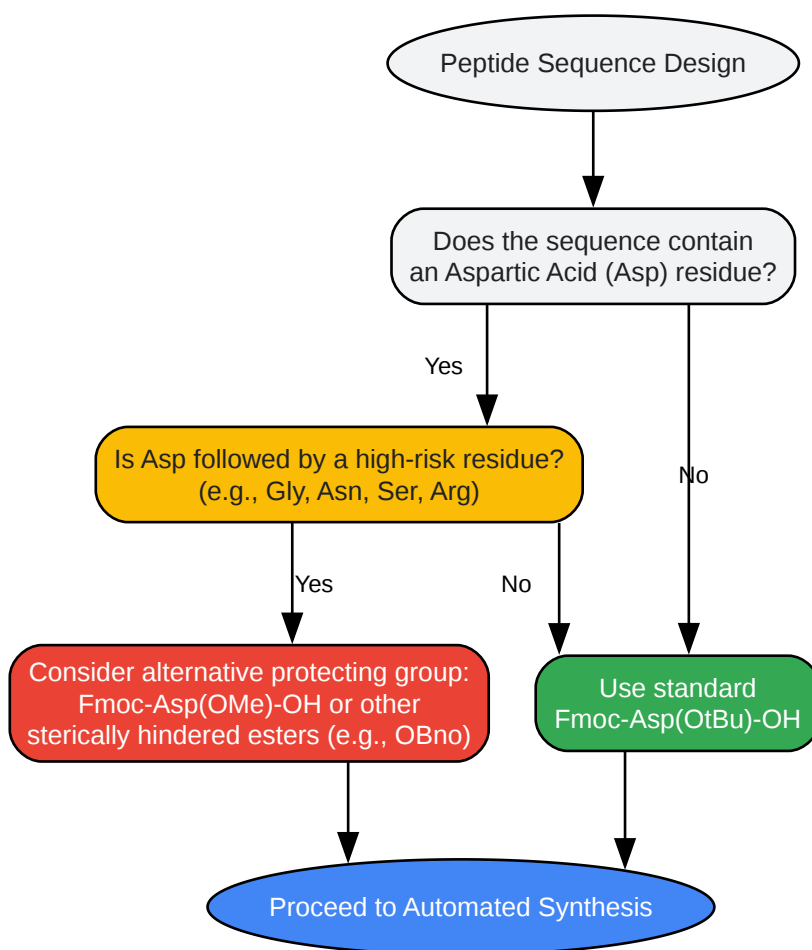 Peptide Sequence Design
Does the sequence contain
an Aspartic Acid (Asp) residue?
Yes
No
Is Asp followed by a high-risk residue?
(e.g., Gly, Asn, Ser, Arg)
Yes
No
Consider alternative protecting group:
Fmoc-Asp(OMe)-OH or other
sterically hindered esters (e.g., OBno)
Use standard
Fmoc-Asp(OtBu)-OH
Proceed to Automated Synthesis